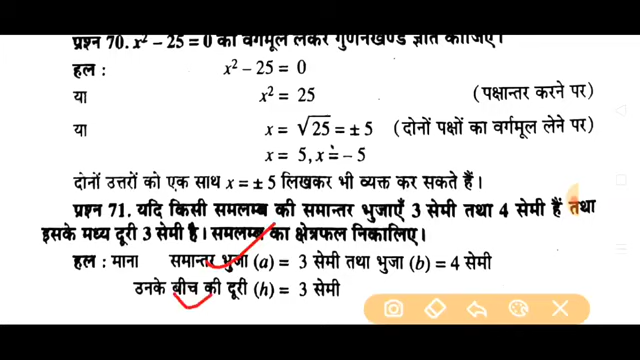 प्रश्न 70. x² – 25 = 0 का वर्गमूल लेकर गुणनखण्ड ज्ञात कीजिए।
हल : x² – 25 = 0
या x² = 25 (पक्षान्तर करने पर)
या x = √25 = ± 5 (दोनों पक्षों का वर्गमूल लेने पर)
x = 5, x = – 5
दोनों उत्तरों को एक साथ x = ± 5 लिखकर भी व्यक्त कर सकते हैं।
प्रश्न 71. यदि किसी समलम्ब की समान्तर भुजाएँ 3 सेमी तथा 4 सेमी हैं तथा
इसके मध्य दूरी 3 सेमी है। समलम्ब का क्षेत्रफल निकालिए।
हल : माना समान्तर भुजा (a) = 3 सेमी तथा भुजा (b) = 4 सेमी
उनके बीच की दूरी (h) = 3 सेमी